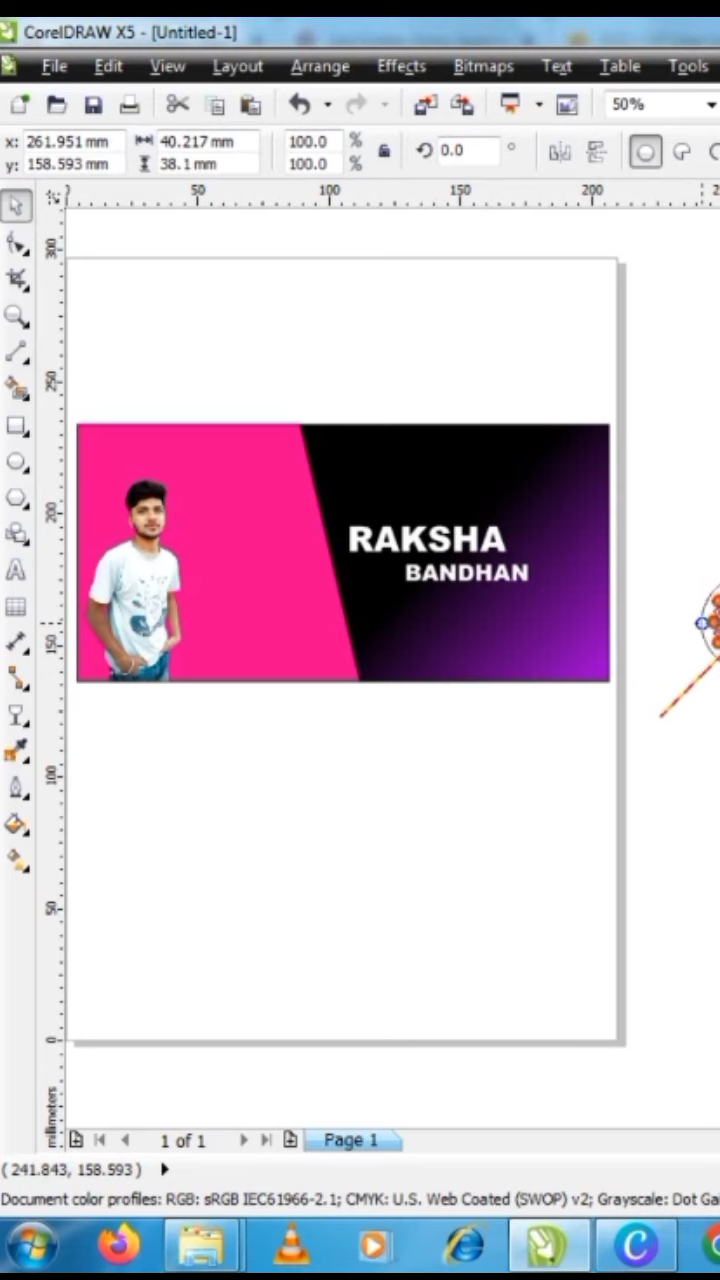 CorelDRAW X5 - [Untitled-1]
File Edit View Layout Arrange Effects Bitmaps Text Table Tools
50%
x: 261.951 mm 40.217 mm 100.0 % 0.0 °
y: 158.593 mm 38.1 mm 100.0 %
50 100 150 200
300
250
200
150
100
50
0
millimeters
RAKSHA
BANDHAN
1 of 1 Page 1
( 241.843, 158.593 )
Document color profiles: RGB: sRGB IEC61966-2.1; CMYK: U.S. Web Coated (SWOP) v2; Grayscale: Dot Ga